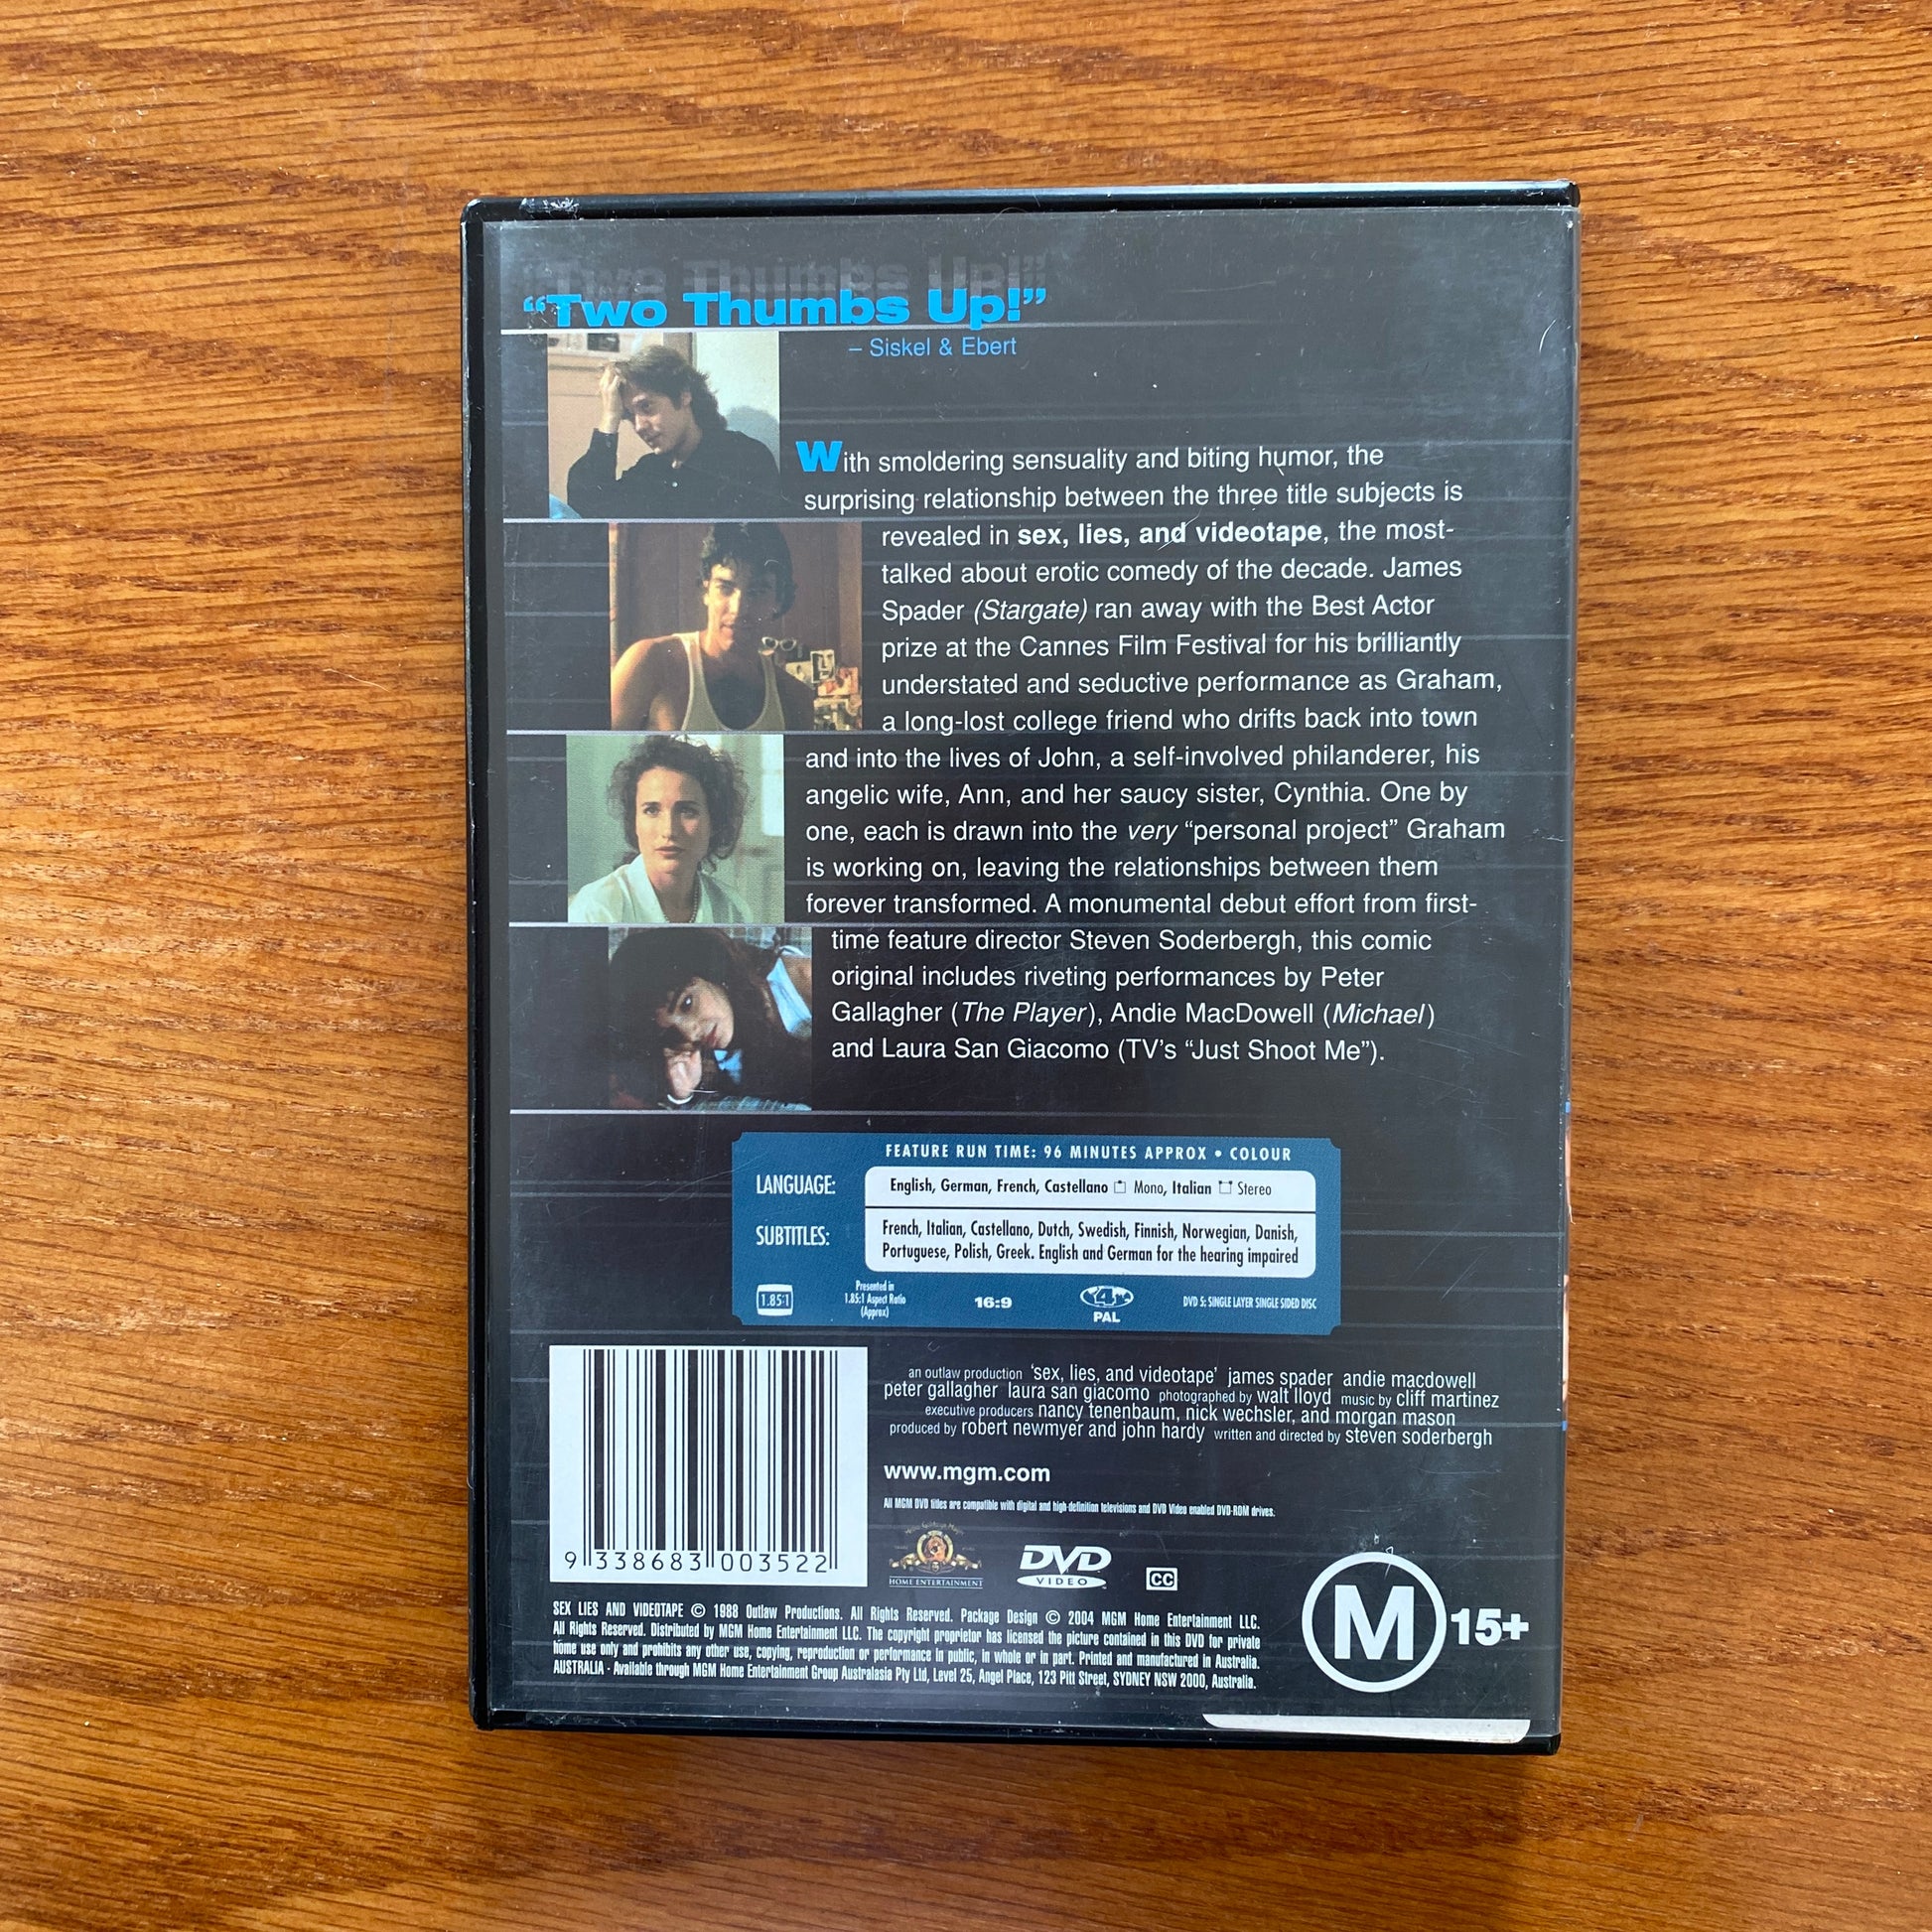 “Two Thumbs Up!”
– Siskel & Ebert
With smoldering sensuality and biting humor, the
surprising relationship between the three title subjects is
revealed in sex, lies, and videotape, the most-
talked about erotic comedy of the decade. James
Spader (Stargate) ran away with the Best Actor
prize at the Cannes Film Festival for his brilliantly
understated and seductive performance as Graham,
a long-lost college friend who drifts back into town
and into the lives of John, a self-involved philanderer, his
angelic wife, Ann, and her saucy sister, Cynthia. One by
one, each is drawn into the very “personal project” Graham
is working on, leaving the relationships between them
forever transformed. A monumental debut effort from first-
time feature director Steven Soderbergh, this comic
original includes riveting performances by Peter
Gallagher (The Player), Andie MacDowell (Michael)
and Laura San Giacomo (TV’s “Just Shoot Me”).
FEATURE RUN TIME: 96 MINUTES APPROX • COLOUR
LANGUAGE: English, German, French, Castellano Mono, Italian Stereo
SUBTITLES: French, Italian, Castellano, Dutch, Swedish, Finnish, Norwegian, Danish,
Portuguese, Polish, Greek. English and German for the hearing impaired
1.85:1
Presented in
1.85:1 Aspect Ratio
(Approx)
16:9
4
PAL
DVD 5: SINGLE LAYER SINGLE SIDED DISC
an outlaw production ‘sex, lies, and videotape’ james spader andie macdowell
peter gallagher laura san giacomo photographed by walt lloyd music by cliff martinez
executive producers nancy tenenbaum, nick wechsler, and morgan mason
produced by robert newmyer and john hardy written and directed by steven soderbergh
www.mgm.com
All MGM DVD titles are compatible with digital and high-definition televisions and DVD Video enabled DVD-ROM drives.
9 338683 003522
HOME ENTERTAINMENT
DVD
VIDEO
CC
M 15+
SEX LIES AND VIDEOTAPE © 1988 Outlaw Productions. All Rights Reserved. Package Design © 2004 MGM Home Entertainment LLC.
All Rights Reserved. Distributed by MGM Home Entertainment LLC. The copyright proprietor has licensed the picture contained in this DVD for private
home use only and prohibits any other use, copying, reproduction or performance in public, in whole or in part. Printed and manufactured in Australia.
AUSTRALIA - Available through MGM Home Entertainment Group Australasia Pty Ltd, Level 25, Angel Place, 123 Pitt Street, SYDNEY NSW 2000, Australia.